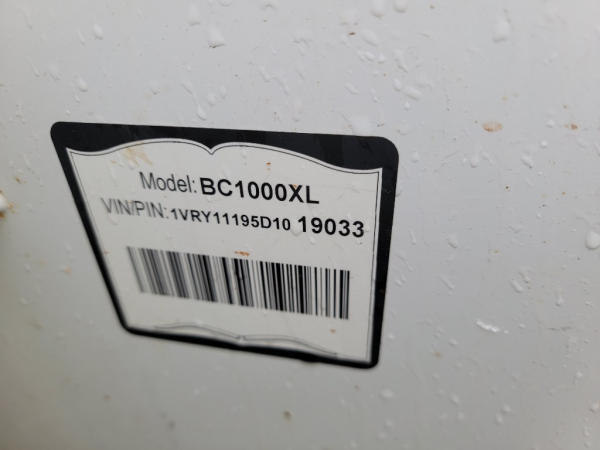 Model: BC1000XL
VIN/PIN: 1VRY11195D10 19033